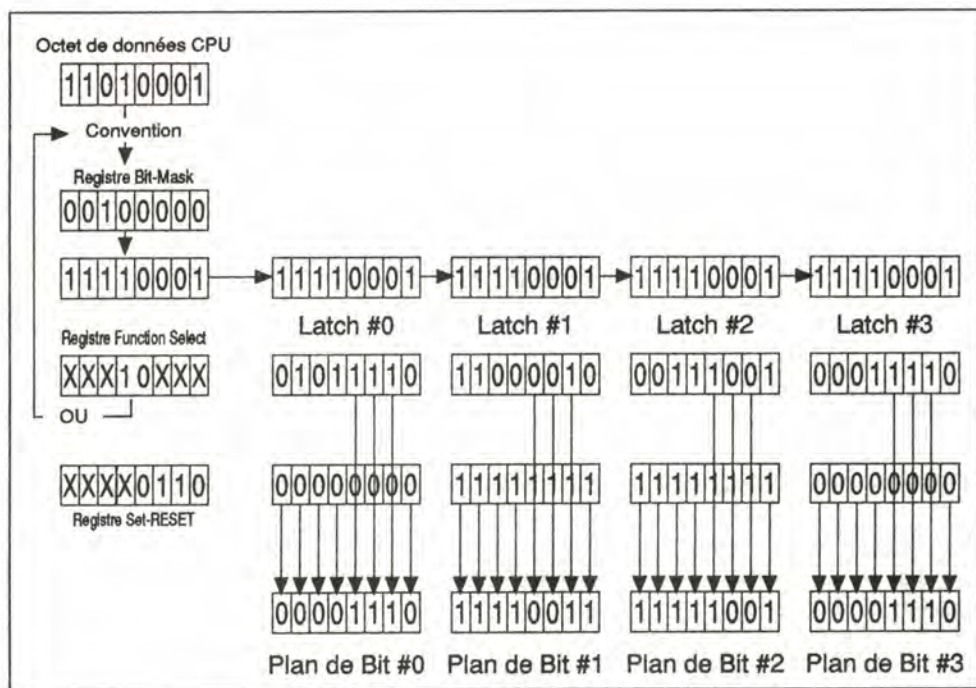 Octet de données CPU
11010001
Convention
Registre Bit-Mask
00100000
11110001
11110001
11110001
11110001
11110001
Latch #0
Latch #1
Latch #2
Latch #3
Registre Function Select
XXX10XXX
01011110
11000010
00111001
00011110
OU
XXXX0110
00000000
11111111
11111111
00000000
Registre Set-RESET
00001110
11110011
11111001
00001110
Plan de Bit #0
Plan de Bit #1
Plan de Bit #2
Plan de Bit #3